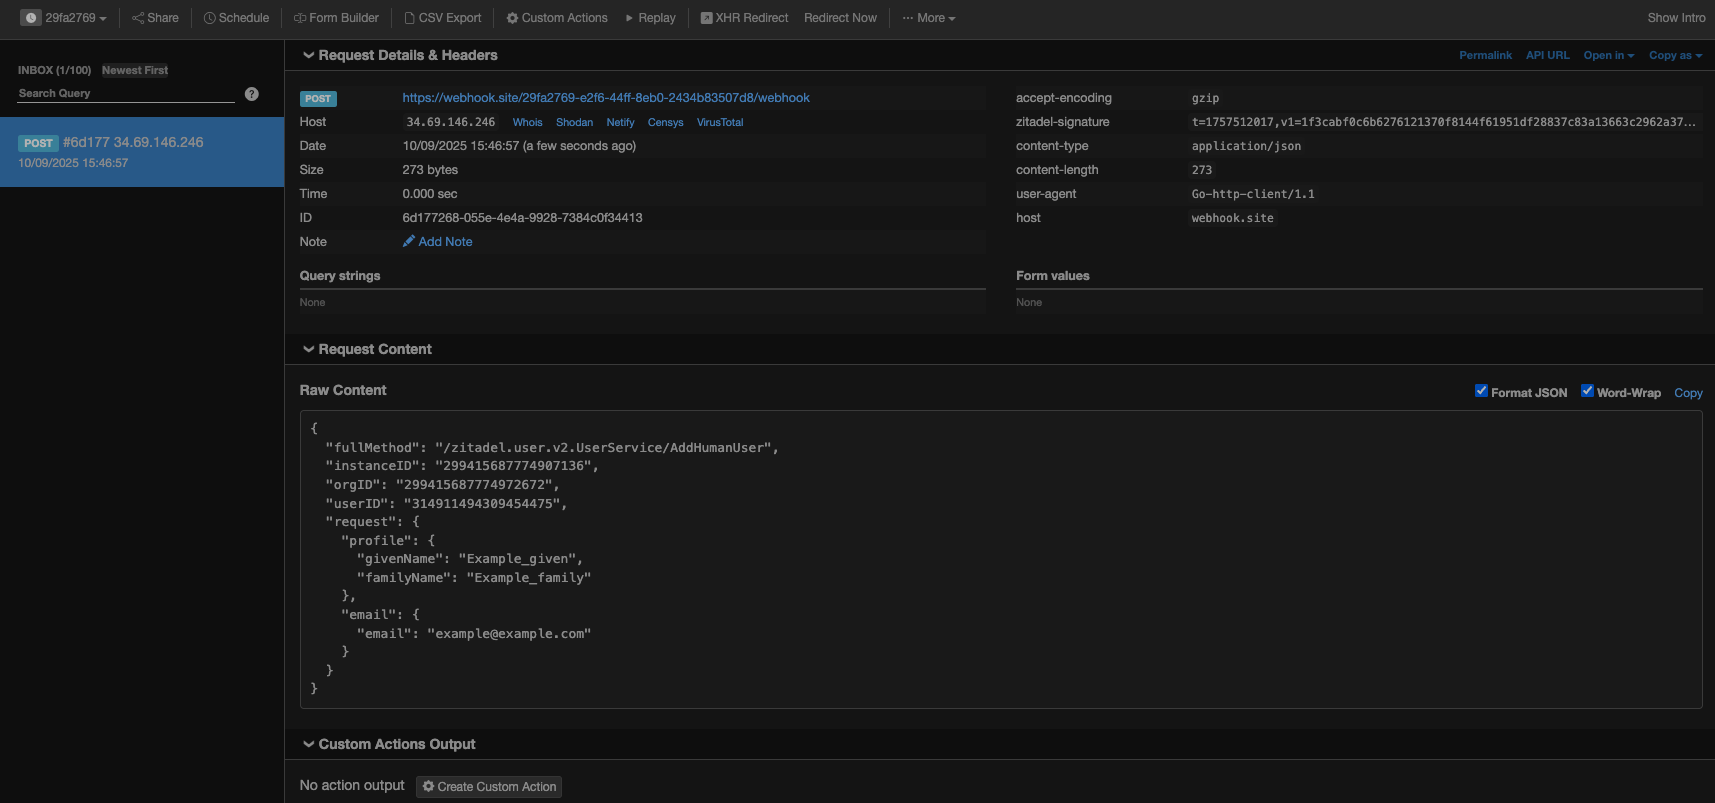 29fa2769 Share Schedule Form Builder CSV Export Custom Actions Replay XHR Redirect Redirect Now ··· More Show Intro
INBOX (1/100) Newest First
Search Query ?
POST #6d177 34.69.146.246
10/09/2025 15:46:57
Request Details & Headers Permalink API URL Open in Copy as
POST https://webhook.site/29fa2769-e2f6-44ff-8eb0-2434b83507d8/webhook
Host 34.69.146.246 Whois Shodan Netify Censys VirusTotal
Date 10/09/2025 15:46:57 (a few seconds ago)
Size 273 bytes
Time 0.000 sec
ID 6d177268-055e-4e4a-9928-7384c0f34413
Note Add Note
accept-encoding gzip
zitadel-signature t=1757512017,v1=1f3cabf0c6b6276121370f8144f61951df28837c83a13663c2962a37...
content-type application/json
content-length 273
user-agent Go-http-client/1.1
host webhook.site
Query strings
None
Form values
None
Request Content
Raw Content Format JSON Word-Wrap Copy
{
"fullMethod": "/zitadel.user.v2.UserService/AddHumanUser",
"instanceID": "299415687774907136",
"orgID": "299415687774972672",
"userID": "314911494309454475",
"request": {
"profile": {
"givenName": "Example_given",
"familyName": "Example_family"
},
"email": {
"email": "example@example.com"
}
}
}
Custom Actions Output
No action output Create Custom Action